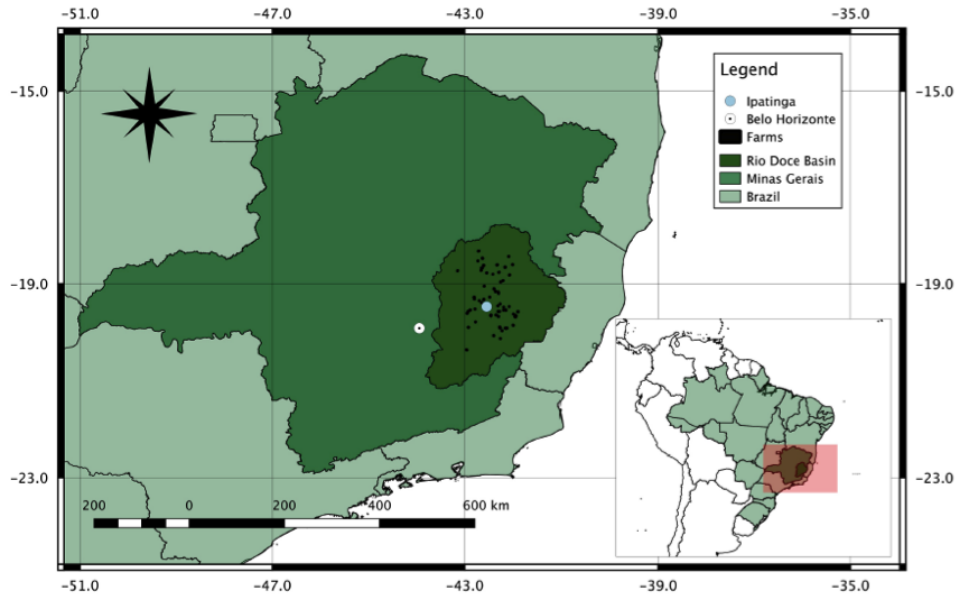 -51.0 -47.0 -43.0 -39.0 -35.0
Legend
-15.0 -15.0
Ipatinga
Belo Horizonte
Farms
Rio Doce Basin
Minas Gerais
Brazil
-19.0 -19.0
-23.0 -23.0
200 0 200 400 600 km
-51.0 -47.0 -43.0 -39.0 -35.0